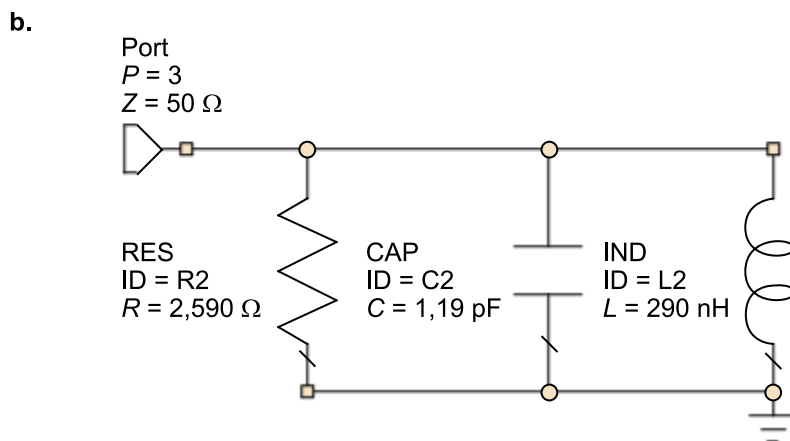 b.
Port
P = 3
Z = 50 Ω
RES
ID = R2
R = 2,590 Ω
CAP
ID = C2
C = 1,19 pF
IND
ID = L2
L = 290 nH